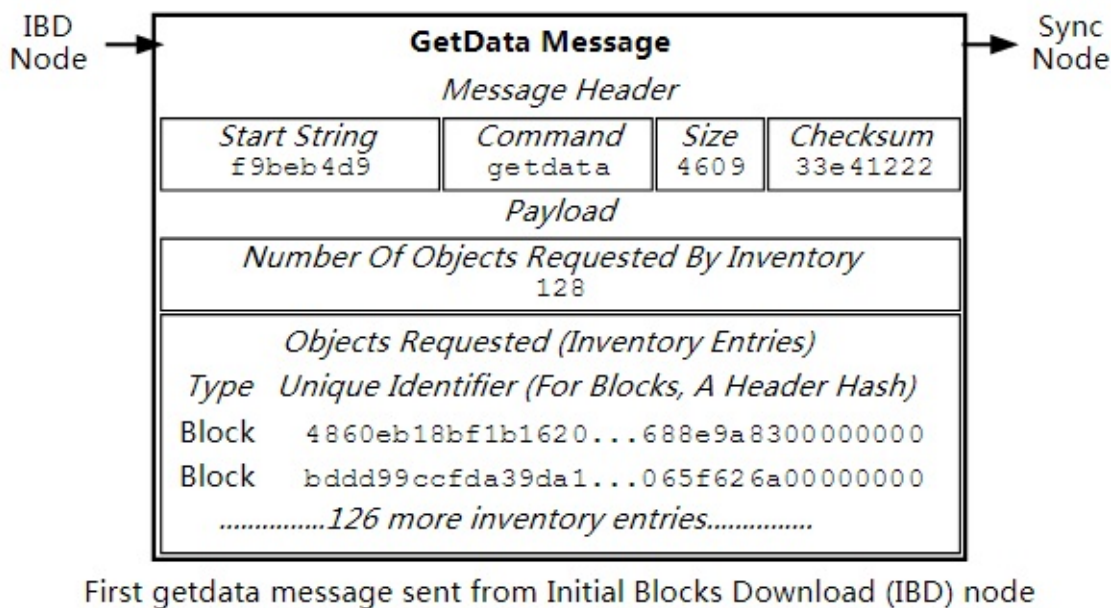 IBD
Node
Sync
Node
GetData Message
Message Header
Start String Command Size Checksum
f9beb4d9 getdata 4609 33e41222
Payload
Number Of Objects Requested By Inventory
128
Objects Requested (Inventory Entries)
Type Unique Identifier (For Blocks, A Header Hash)
Block 4860eb18bf1b1620...688e9a8300000000
Block bddd99ccfda39da1...065f626a00000000
...............126 more inventory entries...............
First getdata message sent from Initial Blocks Download (IBD) node